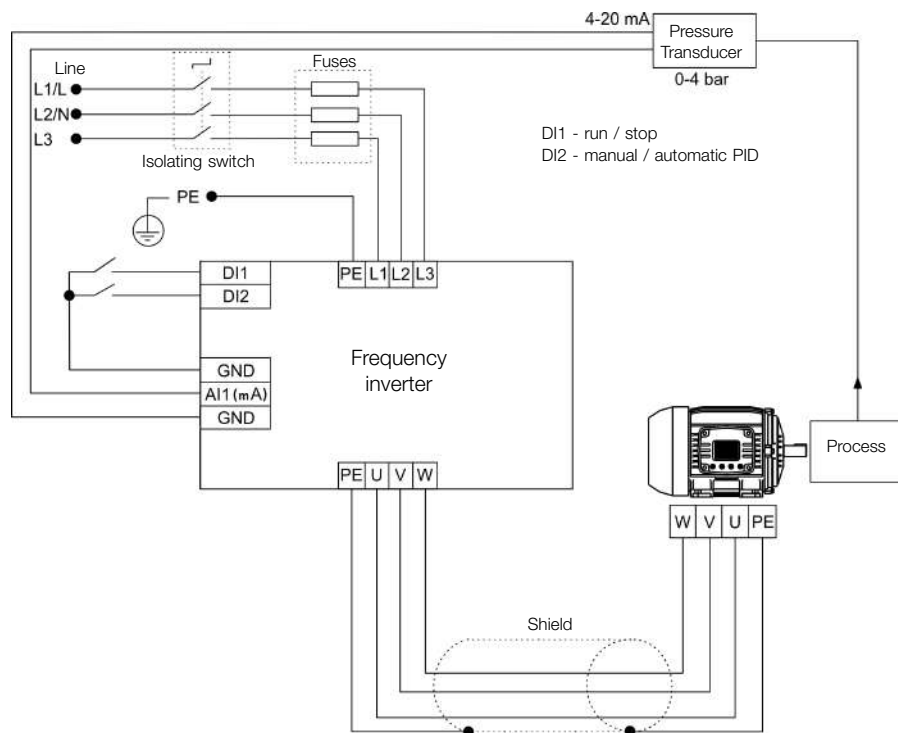 4-20 mA
Pressure
Transducer
0-4 bar
Line
Fuses
L1/L
L2/N
L3
Isolating switch
DI1 - run / stop
DI2 - manual / automatic PID
PE
PE L1 L2 L3
DI1
DI2
Frequency
inverter
GND
AI1 (mA)
GND
Process
PE U V W
W V U PE
Shield